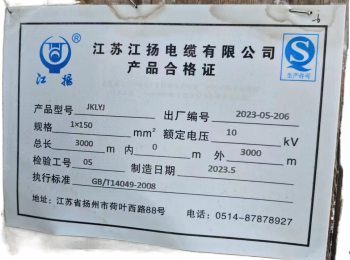 江苏江扬电缆有限公司
产品合格证
江扬
®
生产许可
产品型号 JKLYJ 出厂编号 2023-05-206
规格 1×150 mm² 额定电压 10 kV
总长 3000 m 内 0 m 外 3000 m
检验工号 05 制造日期 2023.5
执行标准 GB/T14049-2008
地址：江苏省扬州市荷叶西路88号 电话：0514-87878927